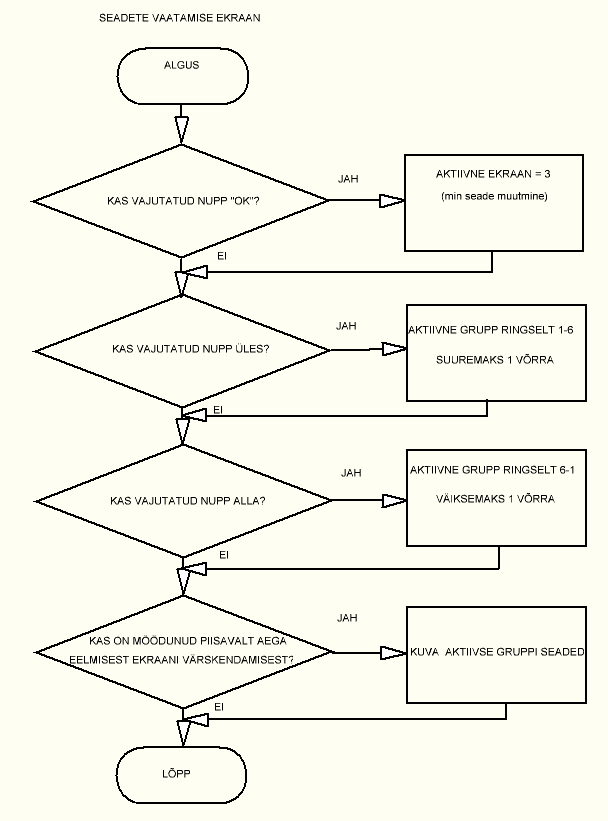 SEADETE VAATAMISE EKRAAN
ALGUS
KAS VAJUTATUD NUPP "OK"?
JAH
AKTIIVNE EKRAAN = 3
(min seade muutmine)
EI
KAS VAJUTATUD NUPP ÜLES?
JAH
AKTIIVNE GRUPP RINGSELT 1-6
SUUREMAKS 1 VÕRRA
EI
KAS VAJUTATUD NUPP ALLA?
JAH
AKTIIVNE GRUPP RINGSELT 6-1
VÄIKSEMAKS 1 VÕRRA
EI
KAS ON MÖÖDUNUD PIISAVALT AEGA
EELMISEST EKRAANI VÄRSKENDAMISEST?
JAH
KUVA AKTIIVSE GRUPPI SEADED
EI
LÕPP